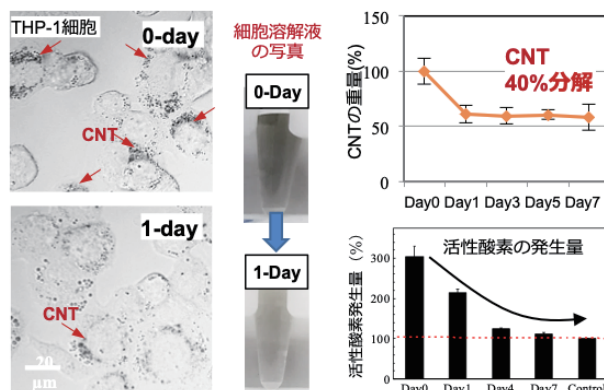 THP-1細胞
0-day
CNT
1-day
CNT
20
μm
細胞溶解液
の写真
0-Day
1-Day
CNTの重量(%)
150
100
50
0
CNT
40%分解
Day0 Day1 Day3 Day5 Day7
活性酸素発生量(%)
300
200
100
0
活性酸素の発生量
Day0 Day1 Day4 Day7 Control